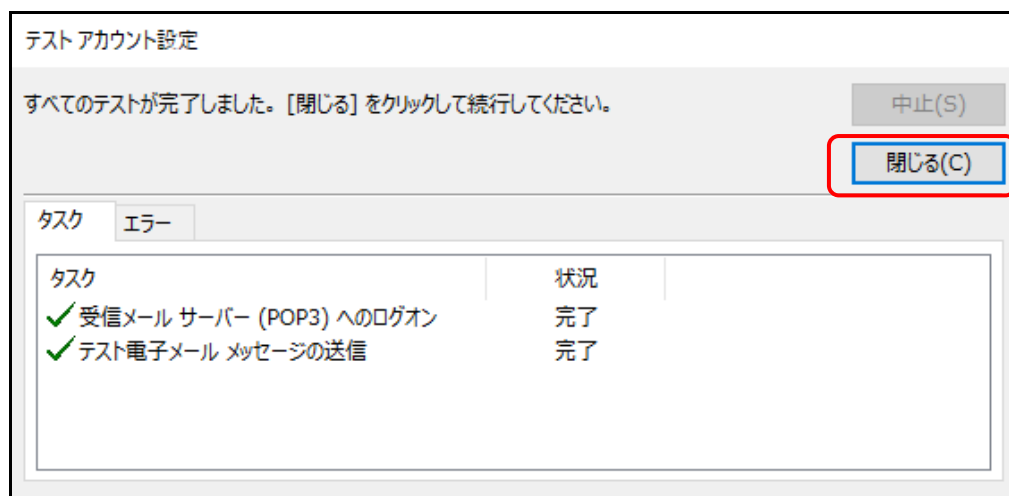 テスト アカウント設定
すべてのテストが完了しました。[閉じる] をクリックして続行してください。
中止(S)
閉じる(C)
タスク
エラー
タスク 状況
受信メール サーバー (POP3) へのログオン 完了
テスト電子メール メッセージの送信 完了